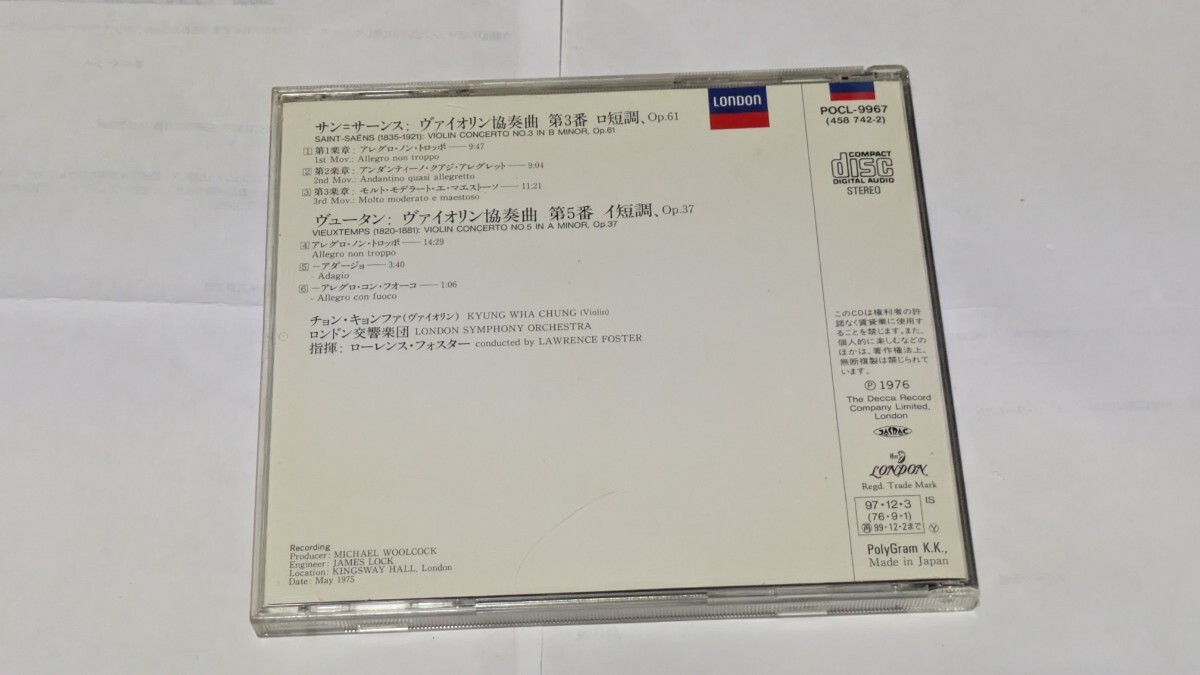 サン=サーンス: ヴァイオリン協奏曲 第3番 ロ短調、Op.61
SAINT-SAËNS (1835-1921): VIOLIN CONCERTO NO.3 IN B MINOR, Op.61
1 第1楽章: アレグロ・ノン・トロッポ —— 9:47
1st Mov.: Allegro non troppo
2 第2楽章: アンダンティーノ・クアジ・アレグレット —— 9:04
2nd Mov.: Andantino quasi allegretto
3 第3楽章: モルト・モデラート・エ・マエストーソ —— 11:21
3rd Mov.: Molto moderato e maestoso
ヴュータン: ヴァイオリン協奏曲 第5番 イ短調、Op.37
VIEUXTEMPS (1820-1881): VIOLIN CONCERTO NO.5 IN A MINOR, Op.37
4 アレグロ・ノン・トロッポ —— 14:29
Allegro non troppo
5 -アダージョ —— 3:40
- Adagio
6 -アレグロ・コン・フオーコ —— 1:06
- Allegro con fuoco
チョン・キョンファ(ヴァイオリン) KYUNG WHA CHUNG (Violin)
ロンドン交響楽団 LONDON SYMPHONY ORCHESTRA
指揮: ローレンス・フォスター conducted by LAWRENCE FOSTER
Recording
Producer: MICHAEL WOOLCOCK
Engineer: JAMES LOCK
Location: KINGSWAY HALL, London
Date: May 1975
LONDON
POCL-9967
(458 742-2)
COMPACT
disc
DIGITAL AUDIO
STEREO
このCDは権利者の許
諾なく賃貸業に使用す
ることを禁じます。また、
個人的に楽しむなどの
ほかは、著作権法上、
無断複製は禁じられて
います。
Ⓟ 1976
The Decca Record
Company Limited,
London
JASRAC
LONDON
Regd. Trade Mark
97・12・3 IS
(76・9・1)
再 99・12・2まで Ⓨ
PolyGram K.K.,
Made in Japan